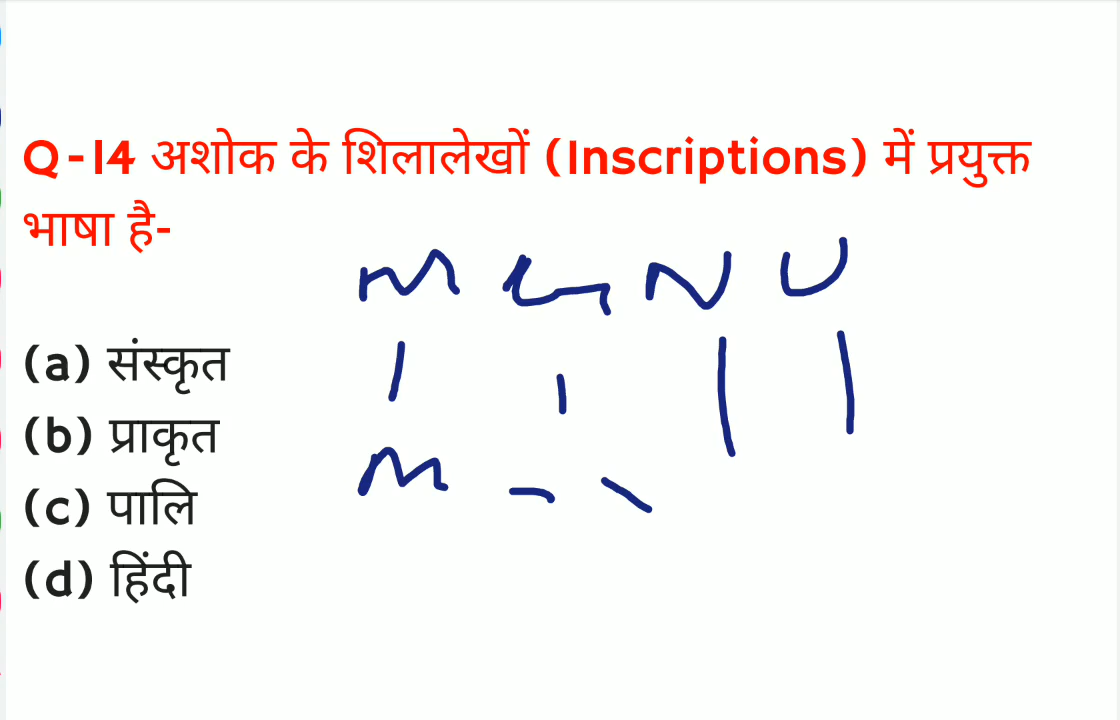 Q-14 अशोक के शिलालेखों (Inscriptions) में प्रयुक्त
भाषा है-
(a) संस्कृत
(b) प्राकृत
(c) पालि
(d) हिंदी